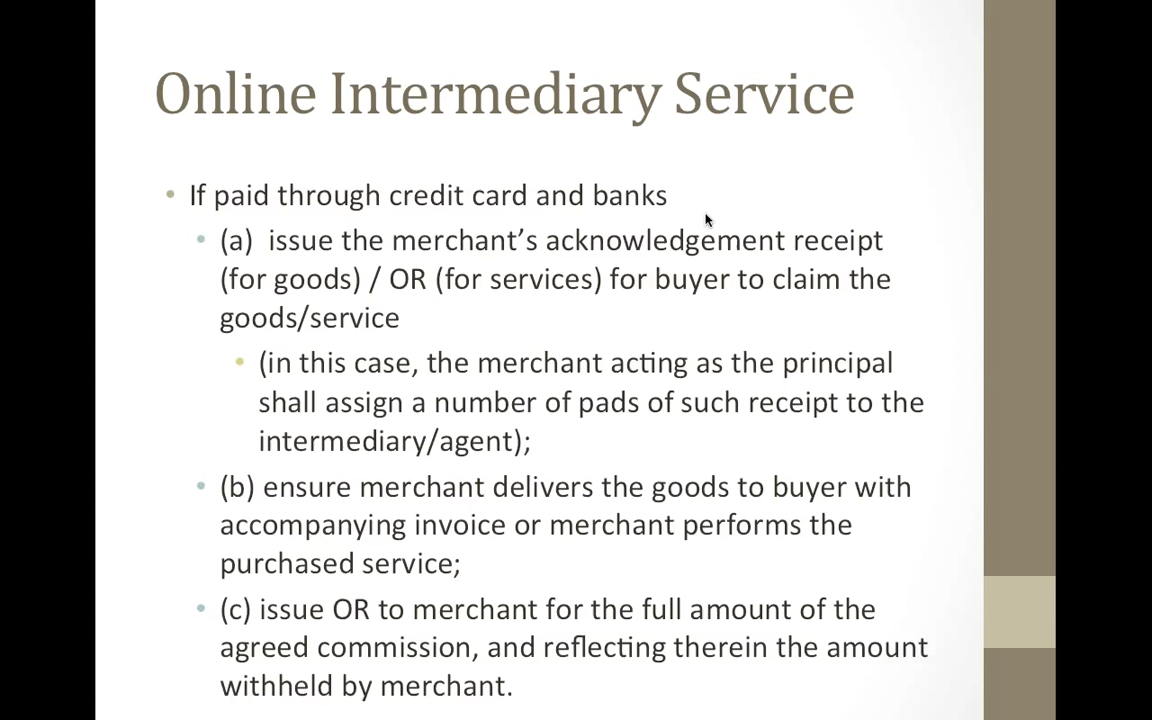 Online Intermediary Service
• If paid through credit card and banks
• (a)  issue the merchant’s acknowledgement receipt
(for goods) / OR (for services) for buyer to claim the
goods/service
• (in this case, the merchant acting as the principal
shall assign a number of pads of such receipt to the
intermediary/agent);
• (b) ensure merchant delivers the goods to buyer with
accompanying invoice or merchant performs the
purchased service;
• (c) issue OR to merchant for the full amount of the
agreed commission, and reflecting therein the amount
withheld by merchant.